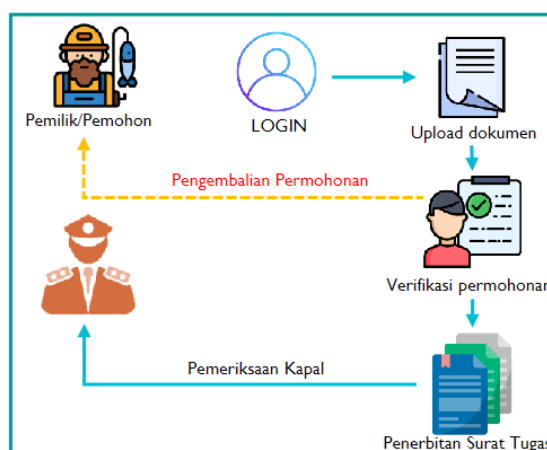 Pemilik/Pemohon
LOGIN
Upload dokumen
Pengembalian Permohonan
Verifikasi permohonan
Pemeriksaan Kapal
Penerbitan Surat Tugas